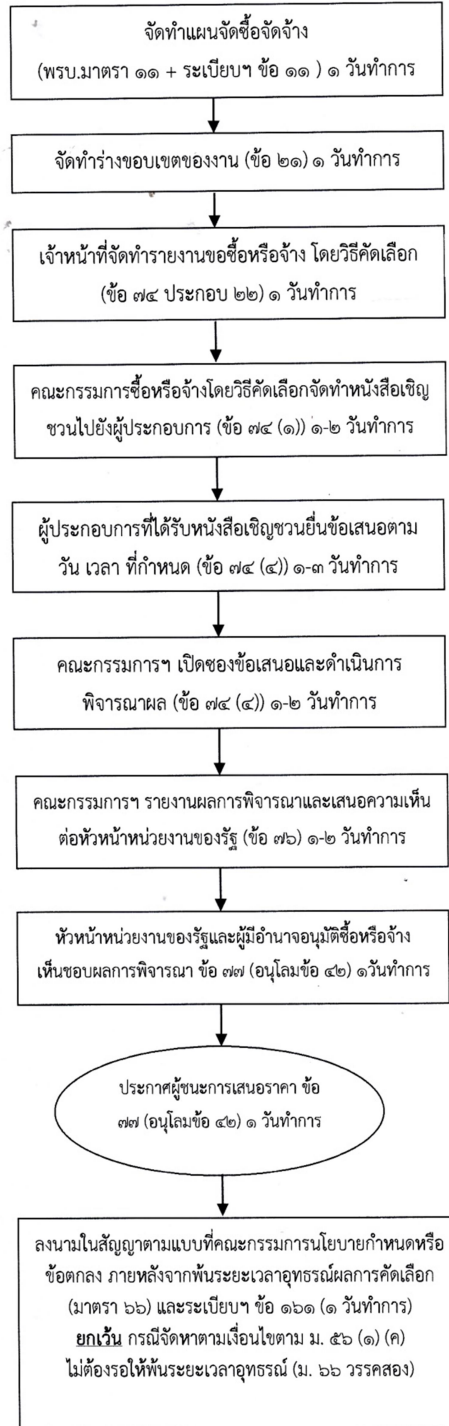 จัดทำแผนจัดซื้อจัดจ้าง
(พรบ.มาตรา ๑๑ + ระเบียบฯ ข้อ ๑๑ ) ๑ วันทำการ
จัดทำร่างขอบเขตของงาน (ข้อ ๒๑) ๑ วันทำการ
เจ้าหน้าที่จัดทำรายงานขอซื้อหรือจ้าง โดยวิธีคัดเลือก
(ข้อ ๗๔ ประกอบ ๒๒) ๑ วันทำการ
คณะกรรมการซื้อหรือจ้างโดยวิธีคัดเลือกจัดทำหนังสือเชิญ
ชวนไปยังผู้ประกอบการ (ข้อ ๗๔ (๑)) ๑-๒ วันทำการ
ผู้ประกอบการที่ได้รับหนังสือเชิญชวนยื่นข้อเสนอตาม
วัน เวลา ที่กำหนด (ข้อ ๗๔ (๔)) ๑-๓ วันทำการ
คณะกรรมการฯ เปิดซองข้อเสนอและดำเนินการ
พิจารณาผล (ข้อ ๗๔ (๔)) ๑-๒ วันทำการ
คณะกรรมการฯ รายงานผลการพิจารณาและเสนอความเห็น
ต่อหัวหน้าหน่วยงานของรัฐ (ข้อ ๗๖) ๑-๒ วันทำการ
หัวหน้าหน่วยงานของรัฐและผู้มีอำนาจอนุมัติซื้อหรือจ้าง
เห็นชอบผลการพิจารณา ข้อ ๗๗ (อนุโลมข้อ ๔๒) ๑วันทำการ
ประกาศผู้ชนะการเสนอราคา ข้อ
๗๗ (อนุโลมข้อ ๔๒) ๑ วันทำการ
ลงนามในสัญญาตามแบบที่คณะกรรมการนโยบายกำหนดหรือ
ข้อตกลง ภายหลังจากพ้นระยะเวลาอุทธรณ์ผลการคัดเลือก
(มาตรา ๖๖) และระเบียบฯ ข้อ ๑๖๑ (๑ วันทำการ)
ยกเว้น กรณีจัดหาตามเงื่อนไขตาม ม. ๕๖ (๑) (ค)
ไม่ต้องรอให้พ้นระยะเวลาอุทธรณ์ (ม. ๖๖ วรรคสอง)